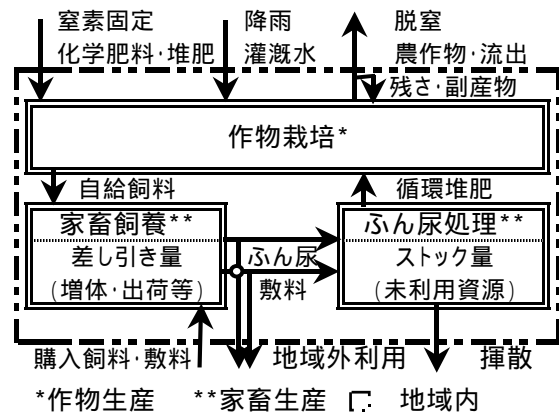 窒素固定 降雨 脱窒
化学肥料･堆肥 灌漑水 農作物･流出
残さ･副産物
作物栽培*
自給飼料 循環堆肥
家畜飼養** ふん尿処理**
差し引き量 ふん尿 ストック量
(増体･出荷等) 敷料 (未利用資源)
購入飼料･敷料 地域外利用 揮散
*作物生産 **家畜生産 地域内